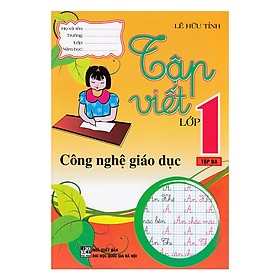 LÊ HỮU TỈNH
Họ và tên:
Trường:
Lớp:
Năm học:
Tập
viết
LỚP 1
TẬP BA
Công nghệ giáo dục
NHÀ XUẤT BẢN
ĐẠI HỌC QUỐC GIA HÀ NỘI